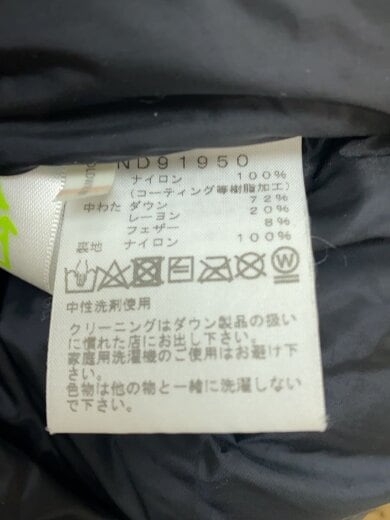 ND91950
ナイロン 100%
(コーティング等樹脂加工)
中わた ダウン 72%
レーヨン 20%
フェザー 8%
裏地 ナイロン 100%
W
中性洗剤使用
クリーニングはダウン製品の扱い
に慣れた店にお出し下さい。
家庭用洗濯機のご使用はお避け下
さい。
色物は他の物と一緒に洗濯しない
で下さい。